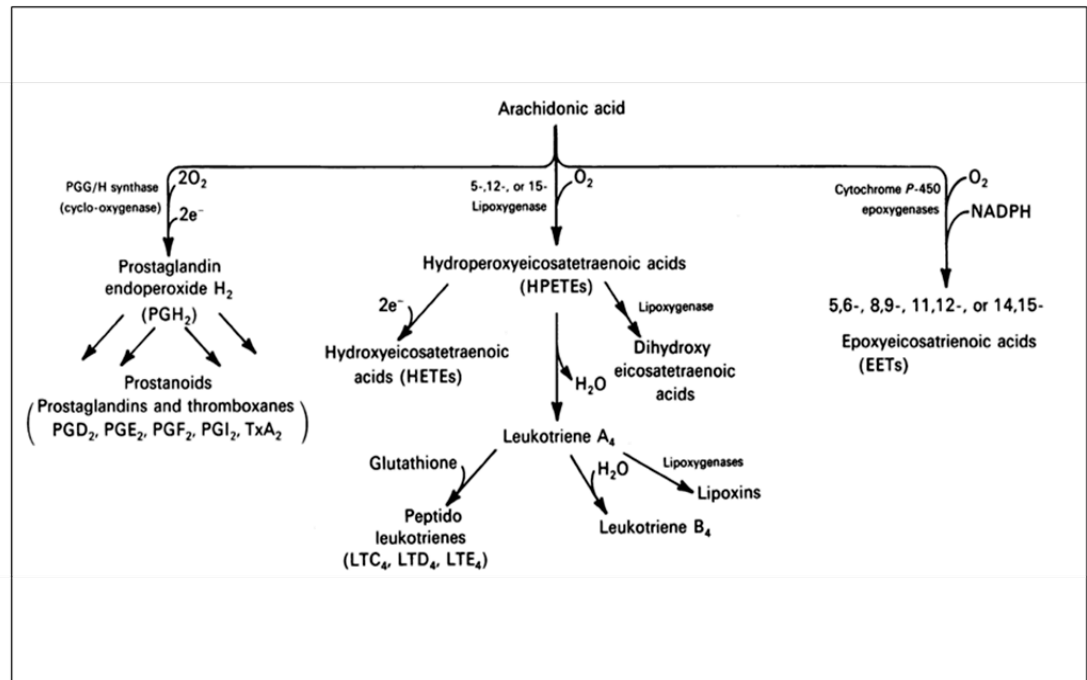 Arachidonic acid
PGG/H synthase
(cyclo-oxygenase)
2O₂
2e⁻
5-,12-, or 15-
Lipoxygenase
O₂
Cytochrome P-450
epoxygenases
O₂
NADPH
Prostaglandin
endoperoxide H₂
(PGH₂)
Hydroperoxyeicosatetraenoic acids
(HPETEs)
5,6-, 8,9-, 11,12-, or 14,15-
Epoxyeicosatrienoic acids
(EETs)
2e⁻
Lipoxygenase
Hydroxyeicosatetraenoic
acids (HETEs)
H₂O
Dihydroxy
eicosatetraenoic
acids
Prostanoids
(Prostaglandins and thromboxanes
PGD₂, PGE₂, PGF₂, PGI₂, TxA₂)
Leukotriene A₄
Glutathione
H₂O
Lipoxygenases
Lipoxins
Peptido
leukotrienes
(LTC₄, LTD₄, LTE₄)
Leukotriene B₄